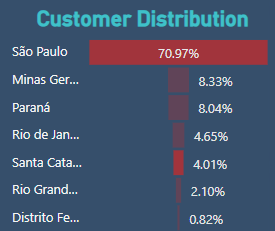 Customer Distribution
São Paulo 70.97%
Minas Ger... 8.33%
Paraná 8.04%
Rio de Jan... 4.65%
Santa Cata... 4.01%
Rio Grand... 2.10%
Distrito Fe... 0.82%